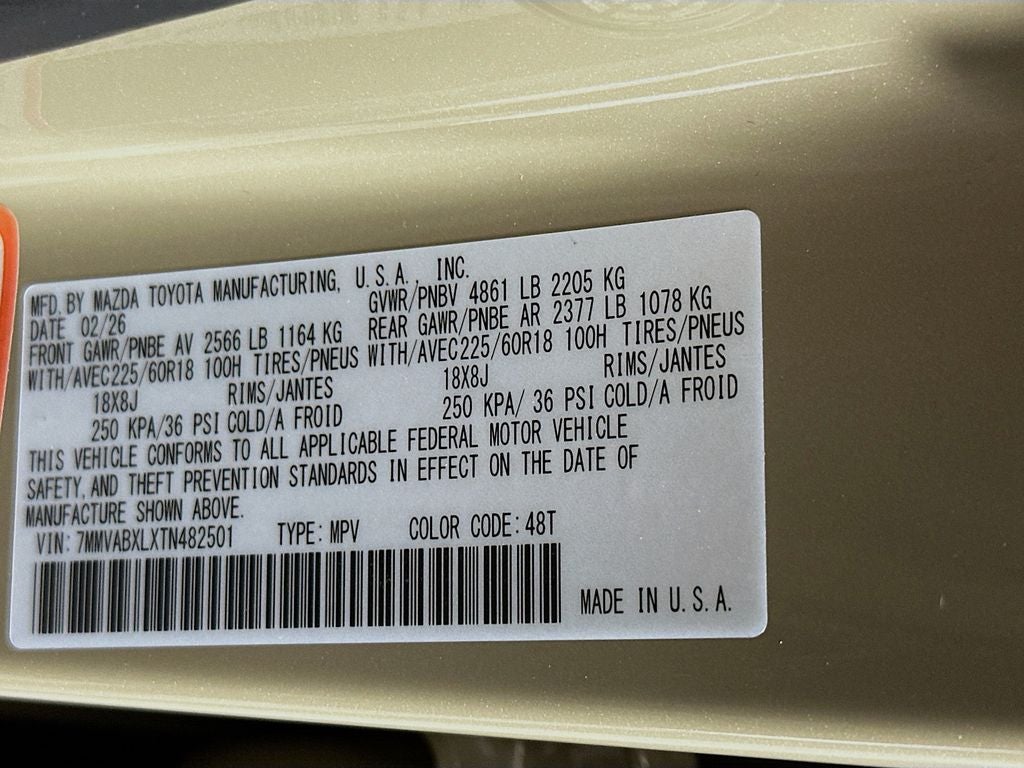 MFD. BY MAZDA TOYOTA MANUFACTURING, U.S.A., INC.
DATE 02/26 GVWR/PNBV 4861 LB 2205 KG
FRONT GAWR/PNBE AV 2566 LB 1164 KG REAR GAWR/PNBE AR 2377 LB 1078 KG
WITH/AVEC225/60R18 100H TIRES/PNEUS WITH/AVEC225/60R18 100H TIRES/PNEUS
18X8J RIMS/JANTES 18X8J RIMS/JANTES
250 KPA/36 PSI COLD/A FROID 250 KPA/ 36 PSI COLD/A FROID
THIS VEHICLE CONFORMS TO ALL APPLICABLE FEDERAL MOTOR VEHICLE
SAFETY, AND THEFT PREVENTION STANDARDS IN EFFECT ON THE DATE OF
MANUFACTURE SHOWN ABOVE.
VIN: 7MMVABXLXTN482501 TYPE: MPV COLOR CODE: 48T
MADE IN U.S.A.